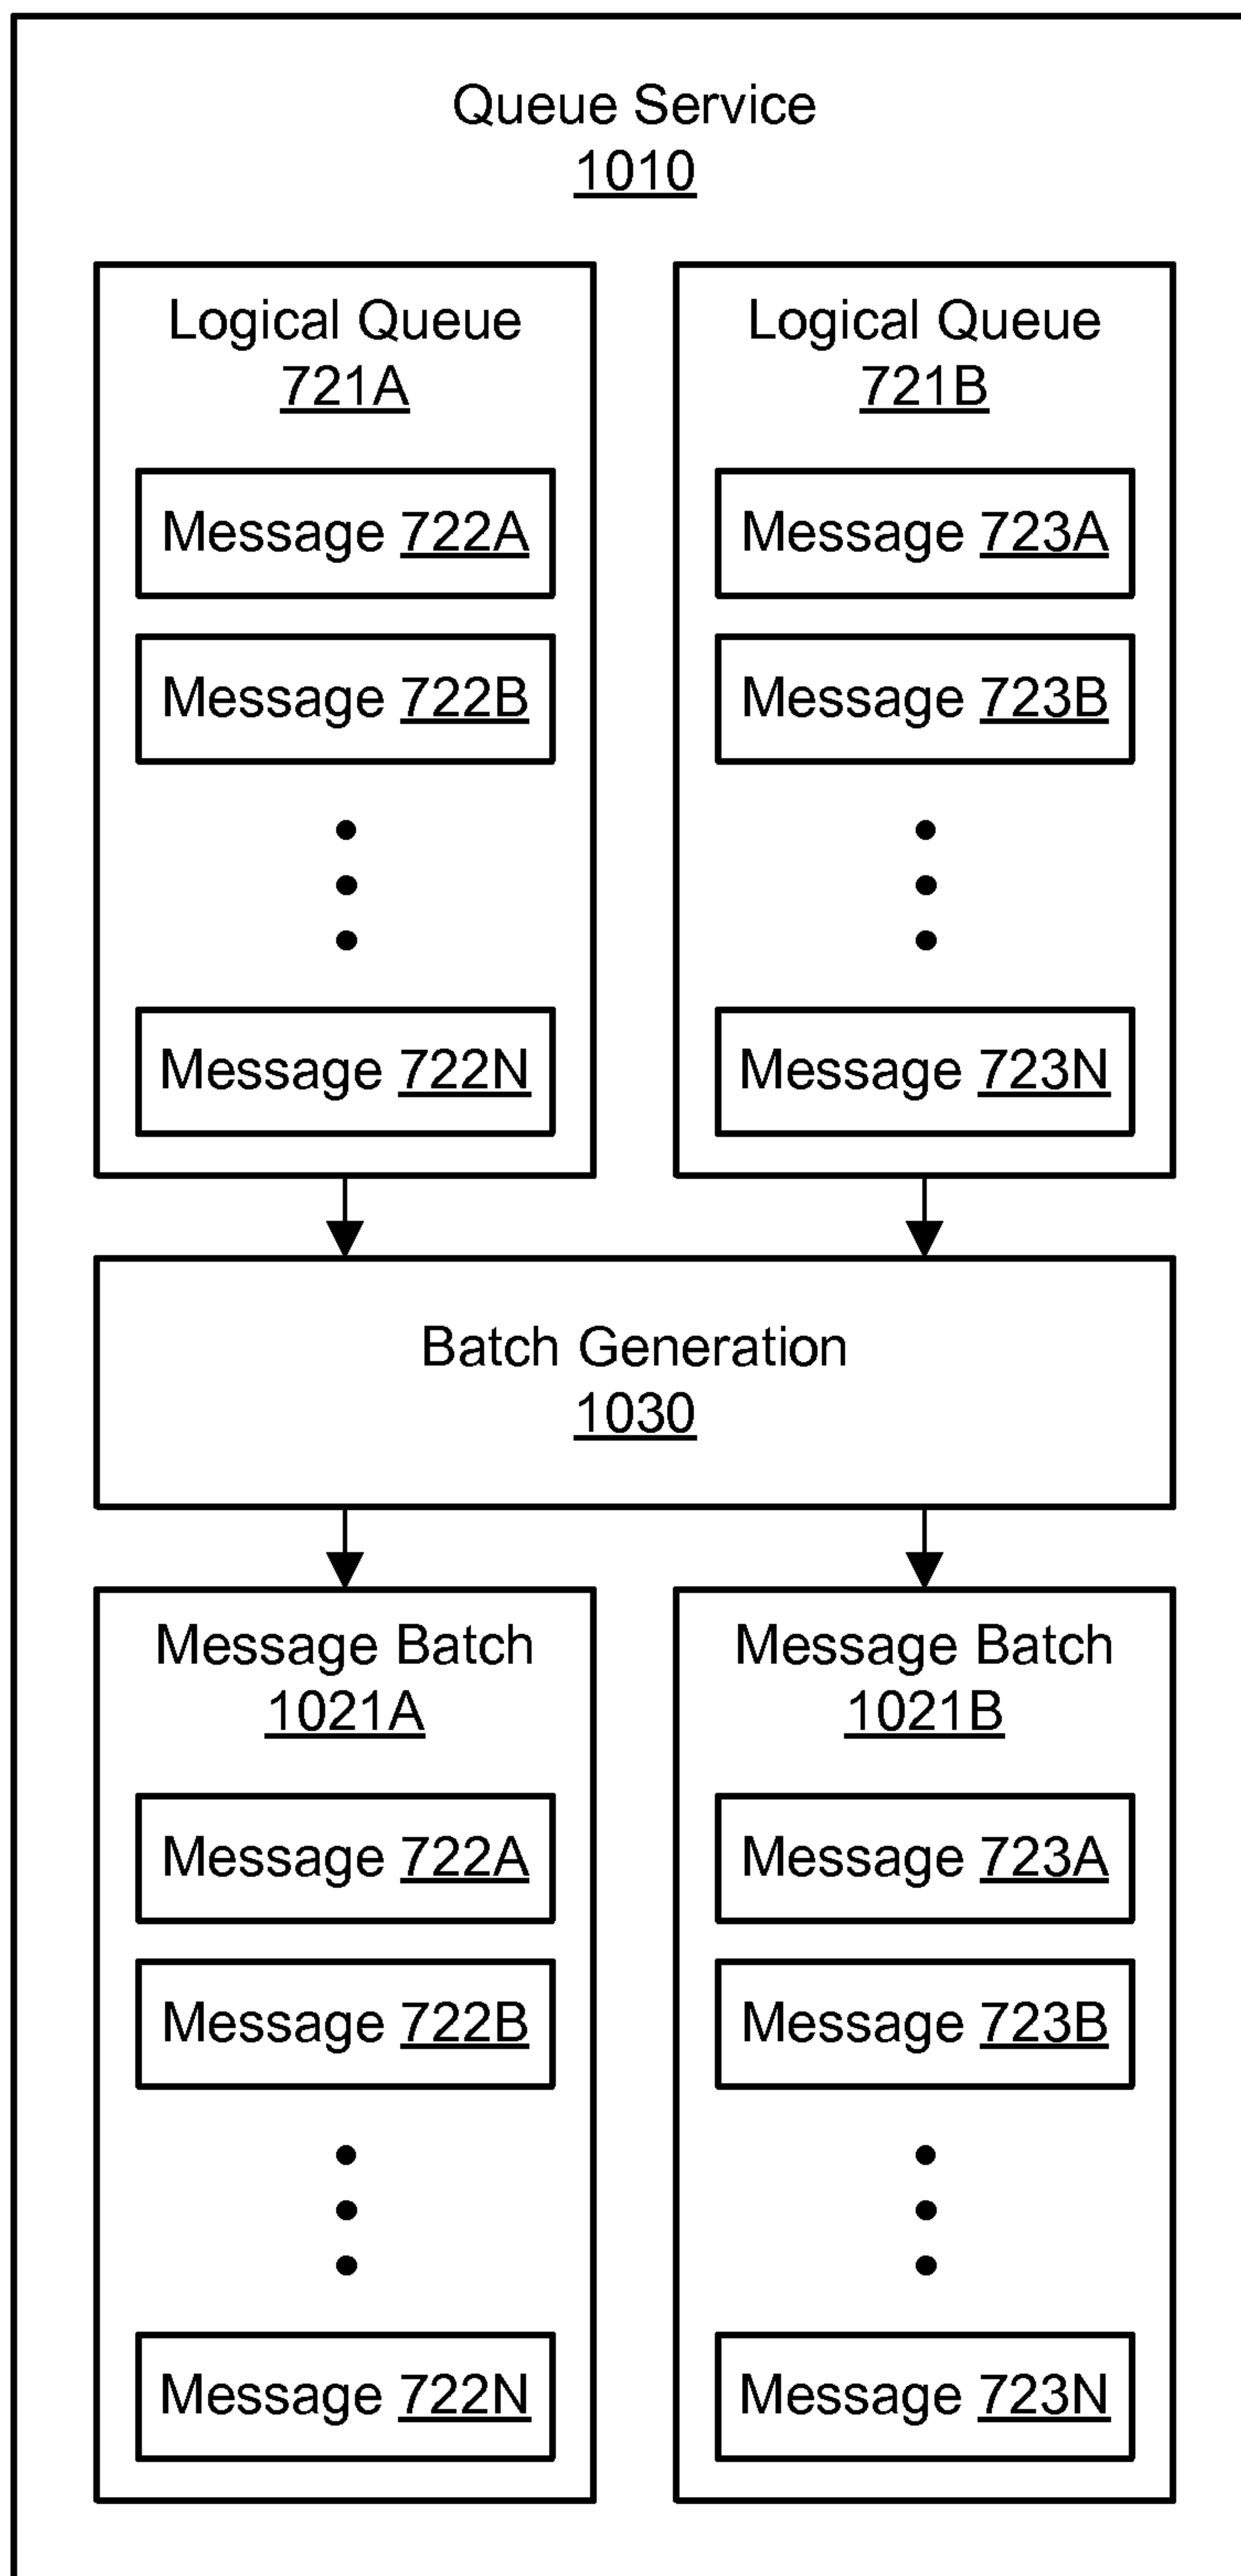 Queue Service
1010
Logical Queue
721A
Message 722A
Message 722B
Message 722N
Logical Queue
721B
Message 723A
Message 723B
Message 723N
Batch Generation
1030
Message Batch
1021A
Message 722A
Message 722B
Message 722N
Message Batch
1021B
Message 723A
Message 723B
Message 723N